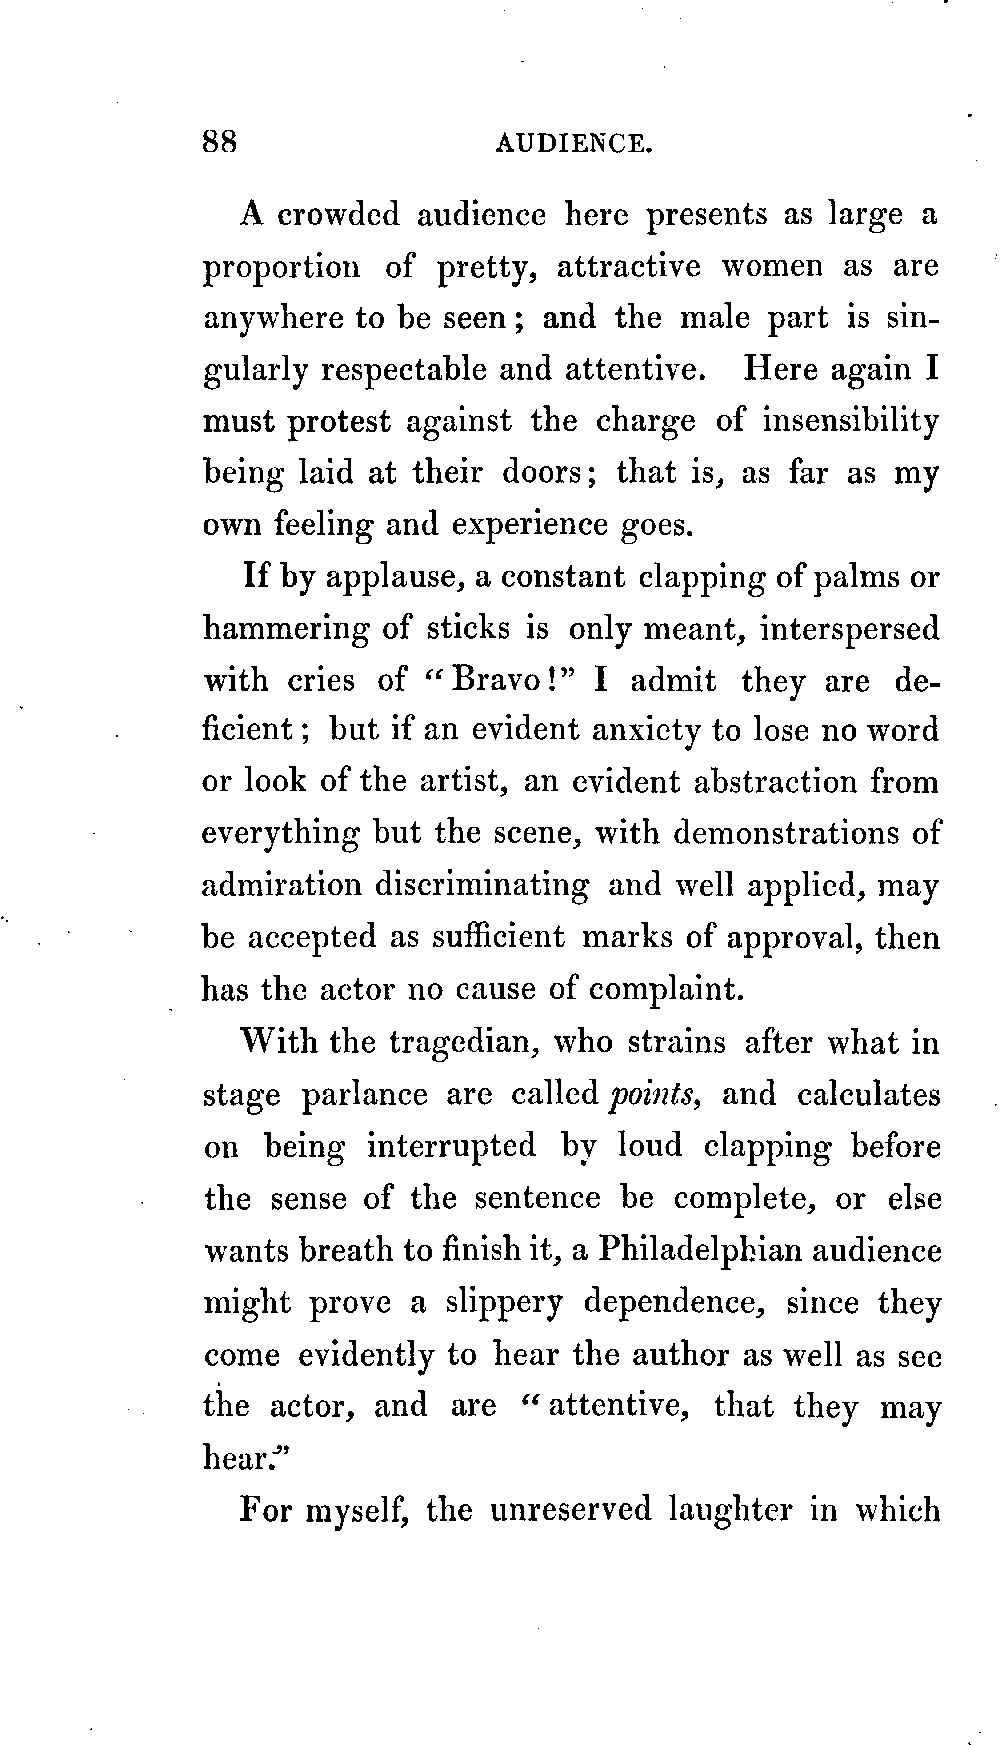 88 AUDIENCE.
A crowded audience here presents as large a
proportion of pretty, attractive women as are
anywhere to be seen; and the male part is sin-
gularly respectable and attentive. Here again I
must protest against the charge of insensibility
being laid at their doors; that is, as far as my
own feeling and experience goes.
If by applause, a constant clapping of palms or
hammering of sticks is only meant, interspersed
with cries of "Bravo!" I admit they are de-
ficient; but if an evident anxiety to lose no word
or look of the artist, an evident abstraction from
everything but the scene, with demonstrations of
admiration discriminating and well applied, may
be accepted as sufficient marks of approval, then
has the actor no cause of complaint.
With the tragedian, who strains after what in
stage parlance are called points, and calculates
on being interrupted by loud clapping before
the sense of the sentence be complete, or else
wants breath to finish it, a Philadelphian audience
might prove a slippery dependence, since they
come evidently to hear the author as well as see
the actor, and are "attentive, that they may
hear."
For myself, the unreserved laughter in which